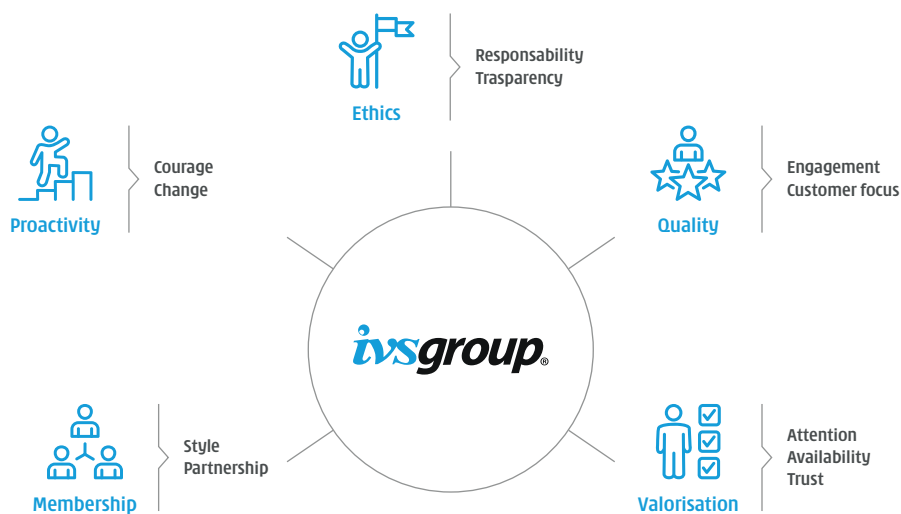 Responsability
Trasparency
Ethics
Courage
Change
Proactivity
Engagement
Customer focus
Quality
ivsgroup®
Style
Partnership
Membership
Attention
Availability
Trust
Valorisation